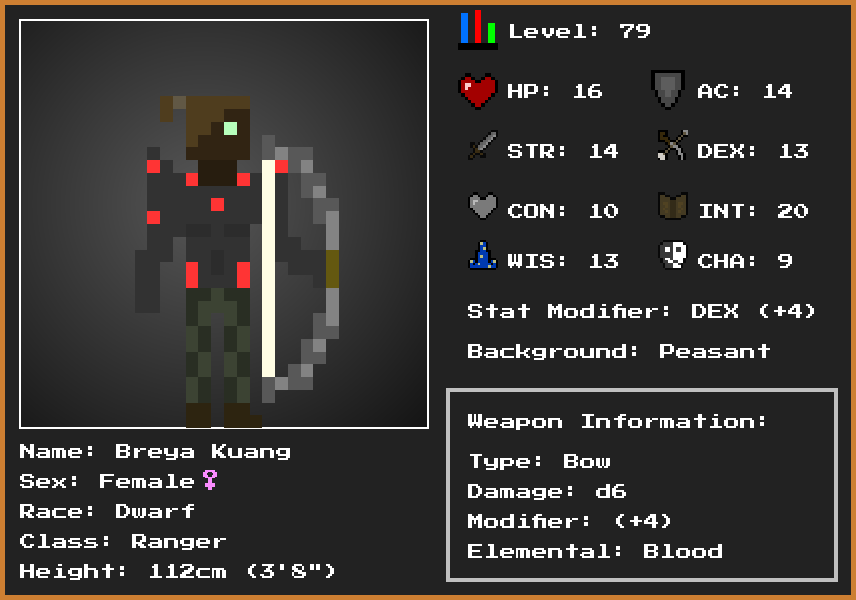 Level: 79
HP: 16
AC: 14
STR: 14
DEX: 13
CON: 10
INT: 20
WIS: 13
CHA: 9
Stat Modifier: DEX (+4)
Background: Peasant
Weapon Information:
Type: Bow
Damage: d6
Modifier: (+4)
Elemental: Blood
Name: Breya Kuang
Sex: Female♀
Race: Dwarf
Class: Ranger
Height: 112cm (3'8")